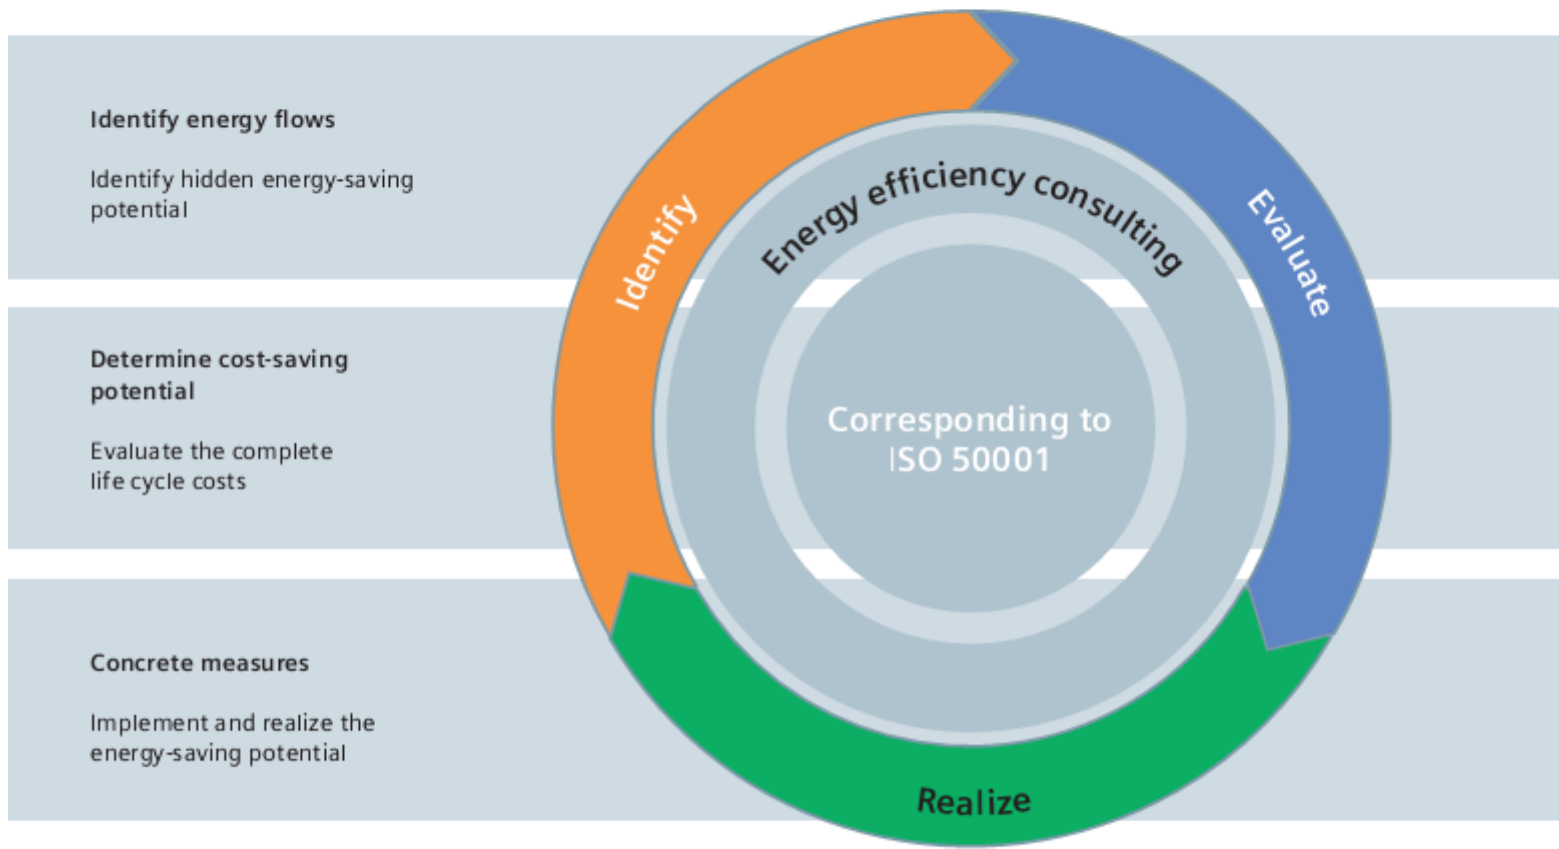 Identify energy flows
Identify hidden energy-saving
potential
Determine cost-saving
potential
Evaluate the complete
life cycle costs
Concrete measures
Implement and realize the
energy-saving potential
Identify
Evaluate
Realize
Energy efficiency consulting
Corresponding to
ISO 50001